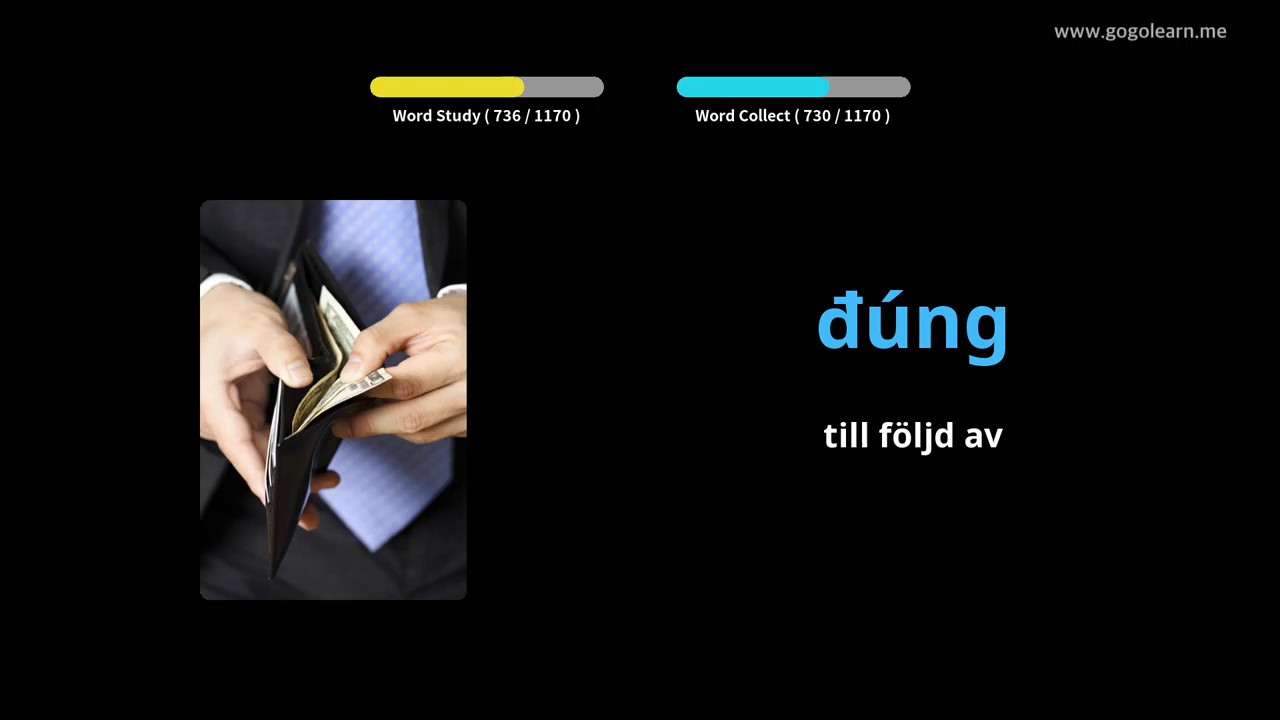 www.gogolearn.me
Word Study ( 736 / 1170 )
Word Collect ( 730 / 1170 )
đúng
till följd av